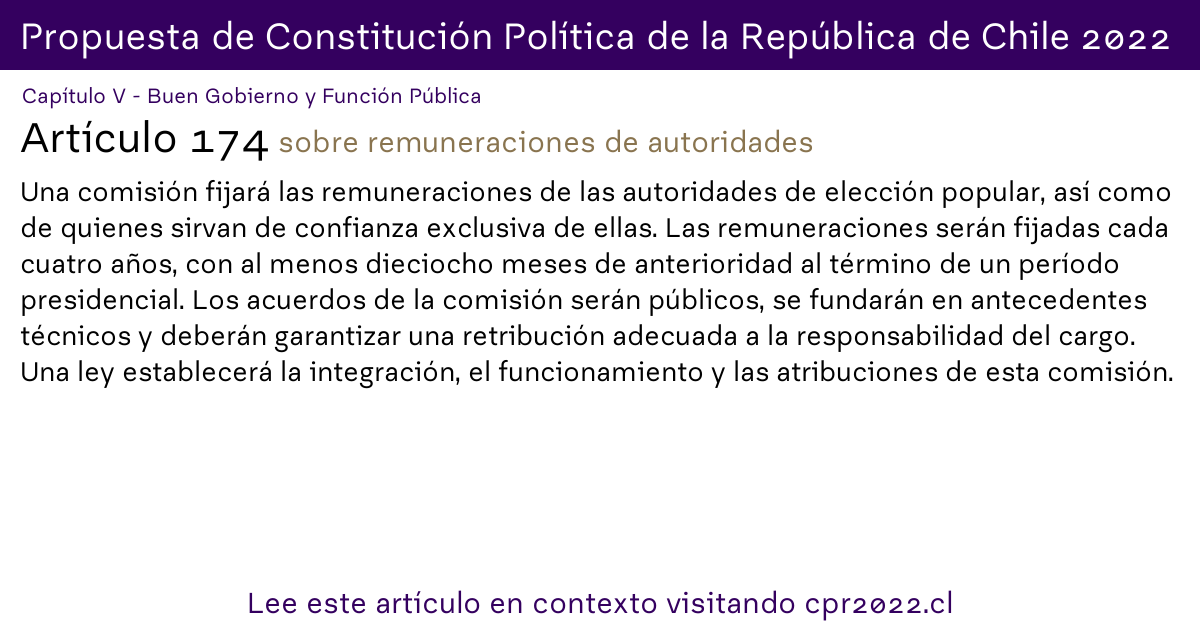 Propuesta de Constitución Política de la República de Chile 2022
Capítulo V - Buen Gobierno y Función Pública
Artículo 174 sobre remuneraciones de autoridades
Una comisión fijará las remuneraciones de las autoridades de elección popular, así como
de quienes sirvan de confianza exclusiva de ellas. Las remuneraciones serán fijadas cada
cuatro años, con al menos dieciocho meses de anterioridad al término de un período
presidencial. Los acuerdos de la comisión serán públicos, se fundarán en antecedentes
técnicos y deberán garantizar una retribución adecuada a la responsabilidad del cargo.
Una ley establecerá la integración, el funcionamiento y las atribuciones de esta comisión.
Lee este artículo en contexto visitando cpr2022.cl